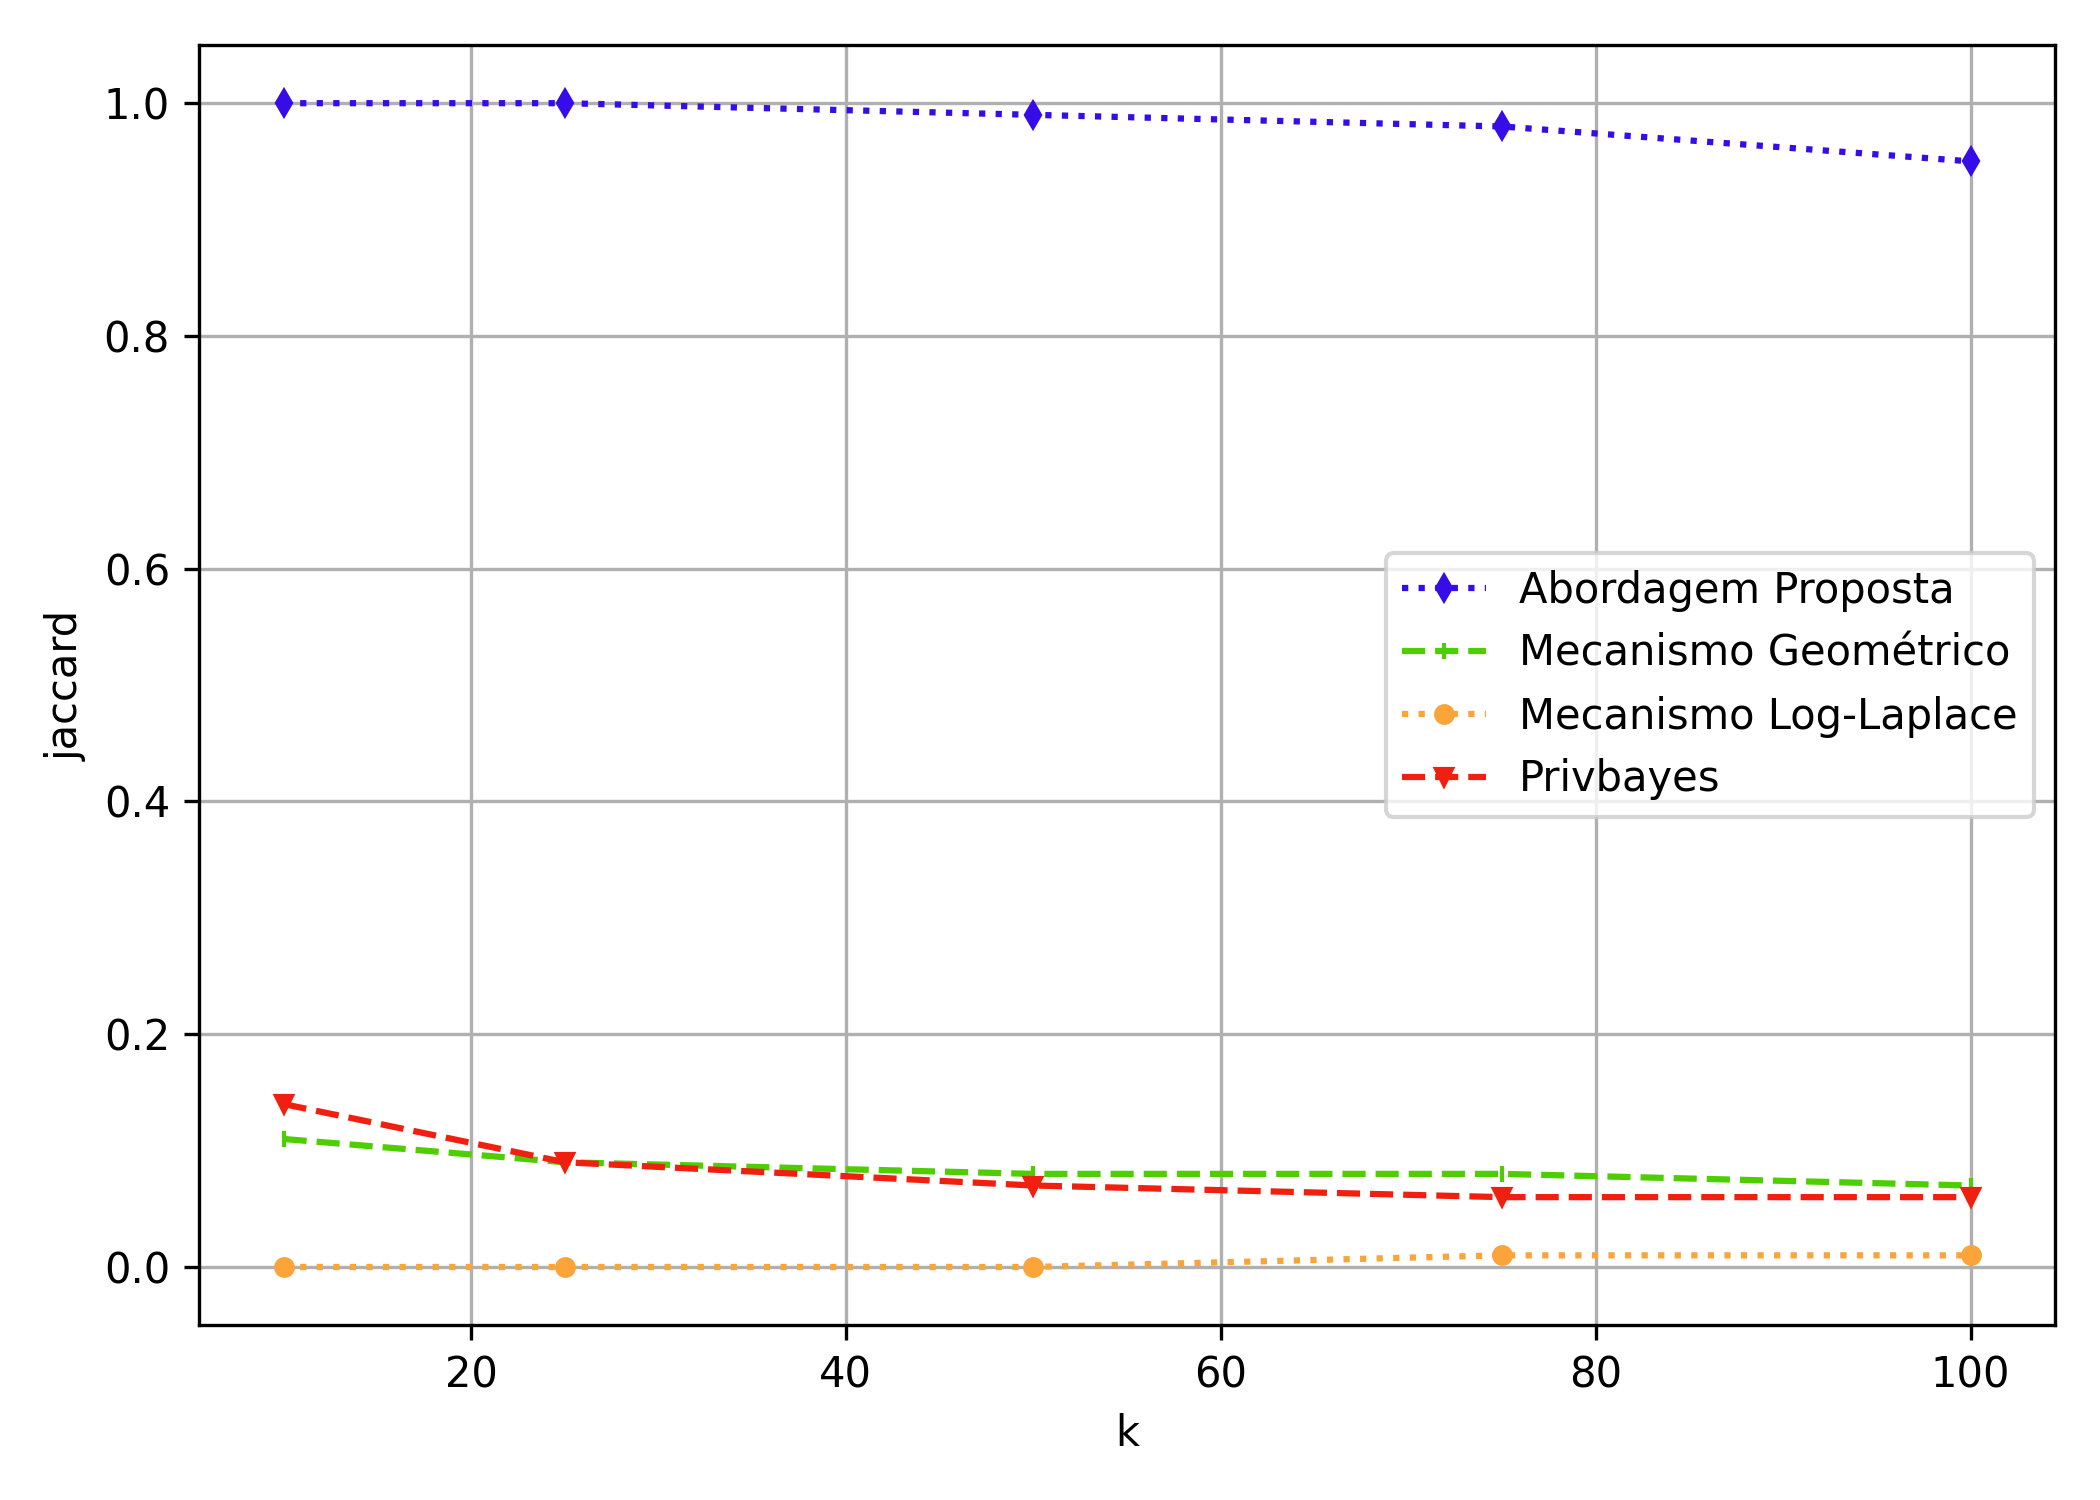 1.0
0.8
0.6
0.4
0.2
0.0
jaccard
Abordagem Proposta
Mecanismo Geométrico
Mecanismo Log-Laplace
Privbayes
20 40 60 80 100
k